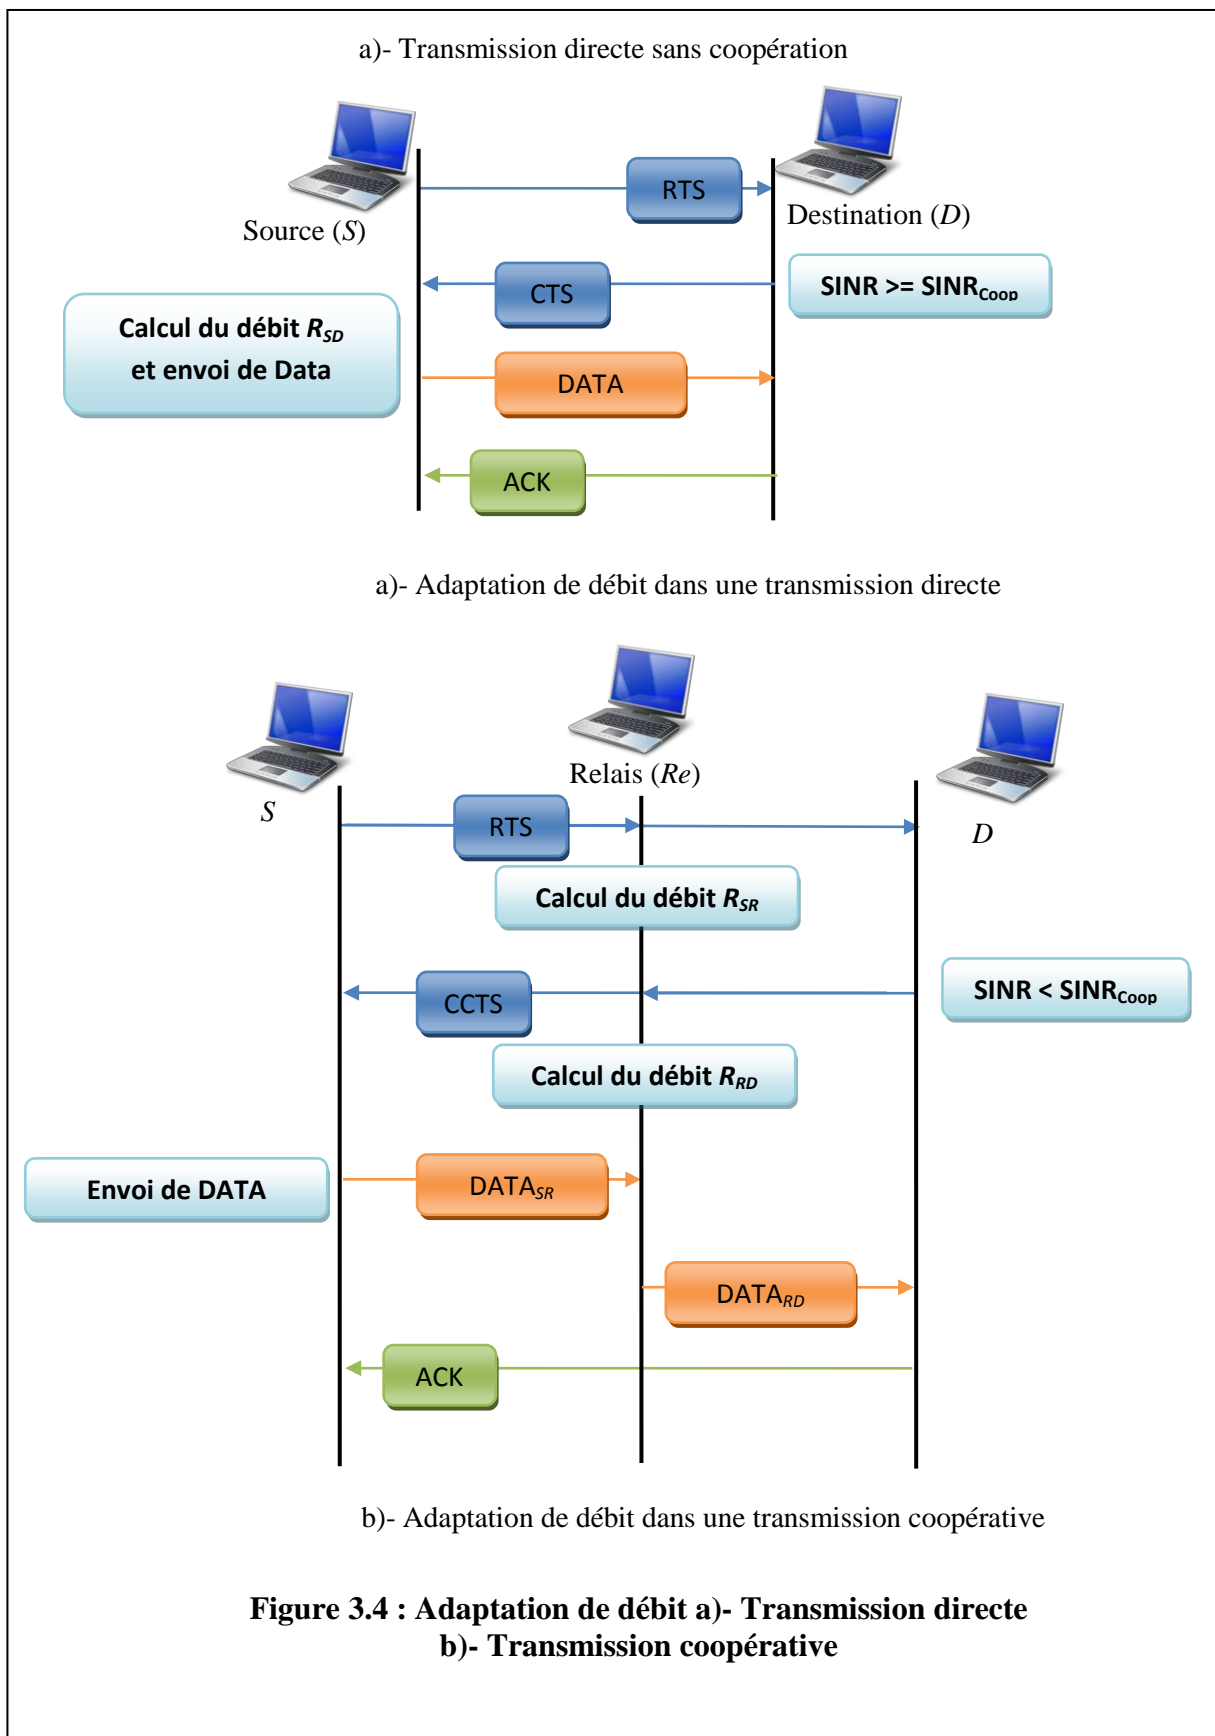 a)- Transmission directe sans coopération
RTS
Source (S)
Destination (D)
CTS
SINR >= SINRCoop
Calcul du débit RSD
et envoi de Data
DATA
ACK
a)- Adaptation de débit dans une transmission directe
Relais (Re)
S
RTS
D
Calcul du débit RSR
CCTS
SINR < SINRCoop
Calcul du débit RRD
Envoi de DATA
DATASR
DATARD
ACK
b)- Adaptation de débit dans une transmission coopérative
Figure 3.4 : Adaptation de débit a)- Transmission directe
b)- Transmission coopérative